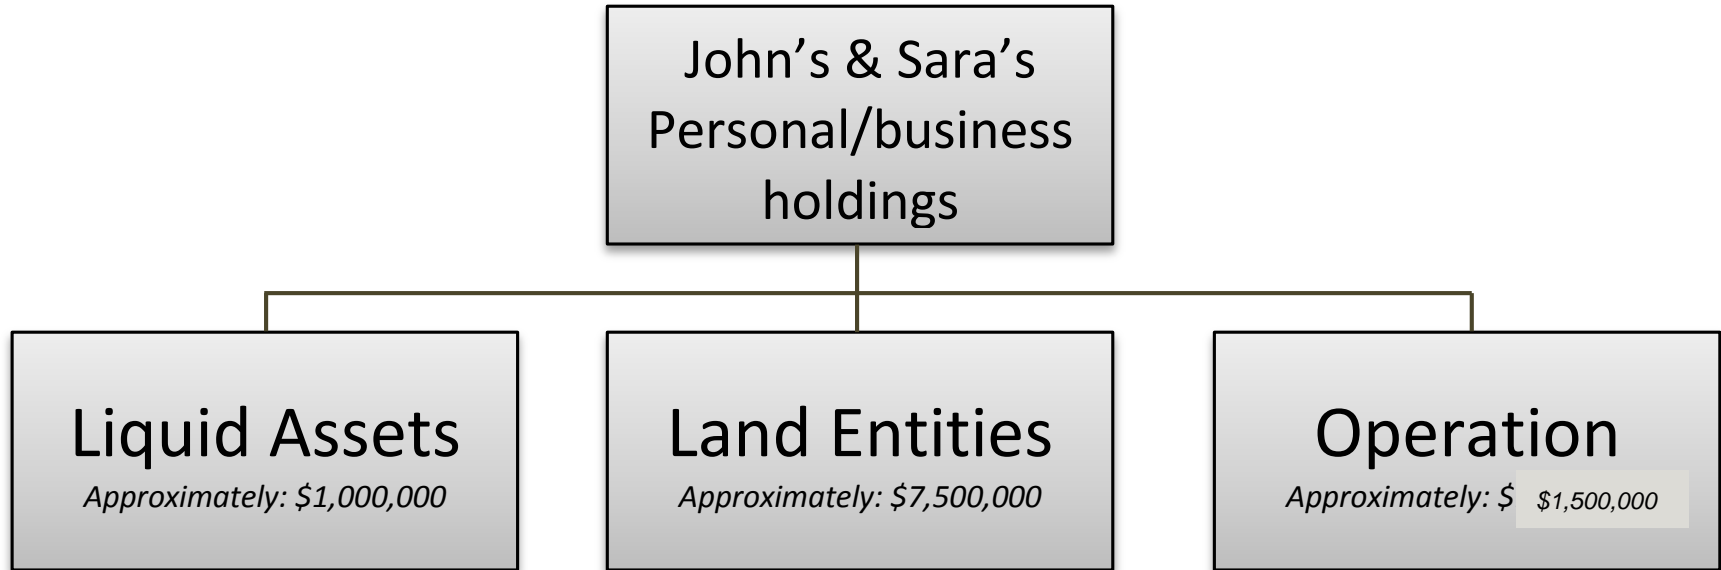 John’s & Sara’s
Personal/business
holdings
Liquid Assets
Approximately: $1,000,000
Land Entities
Approximately: $7,500,000
Operation
Approximately: $ $1,500,000